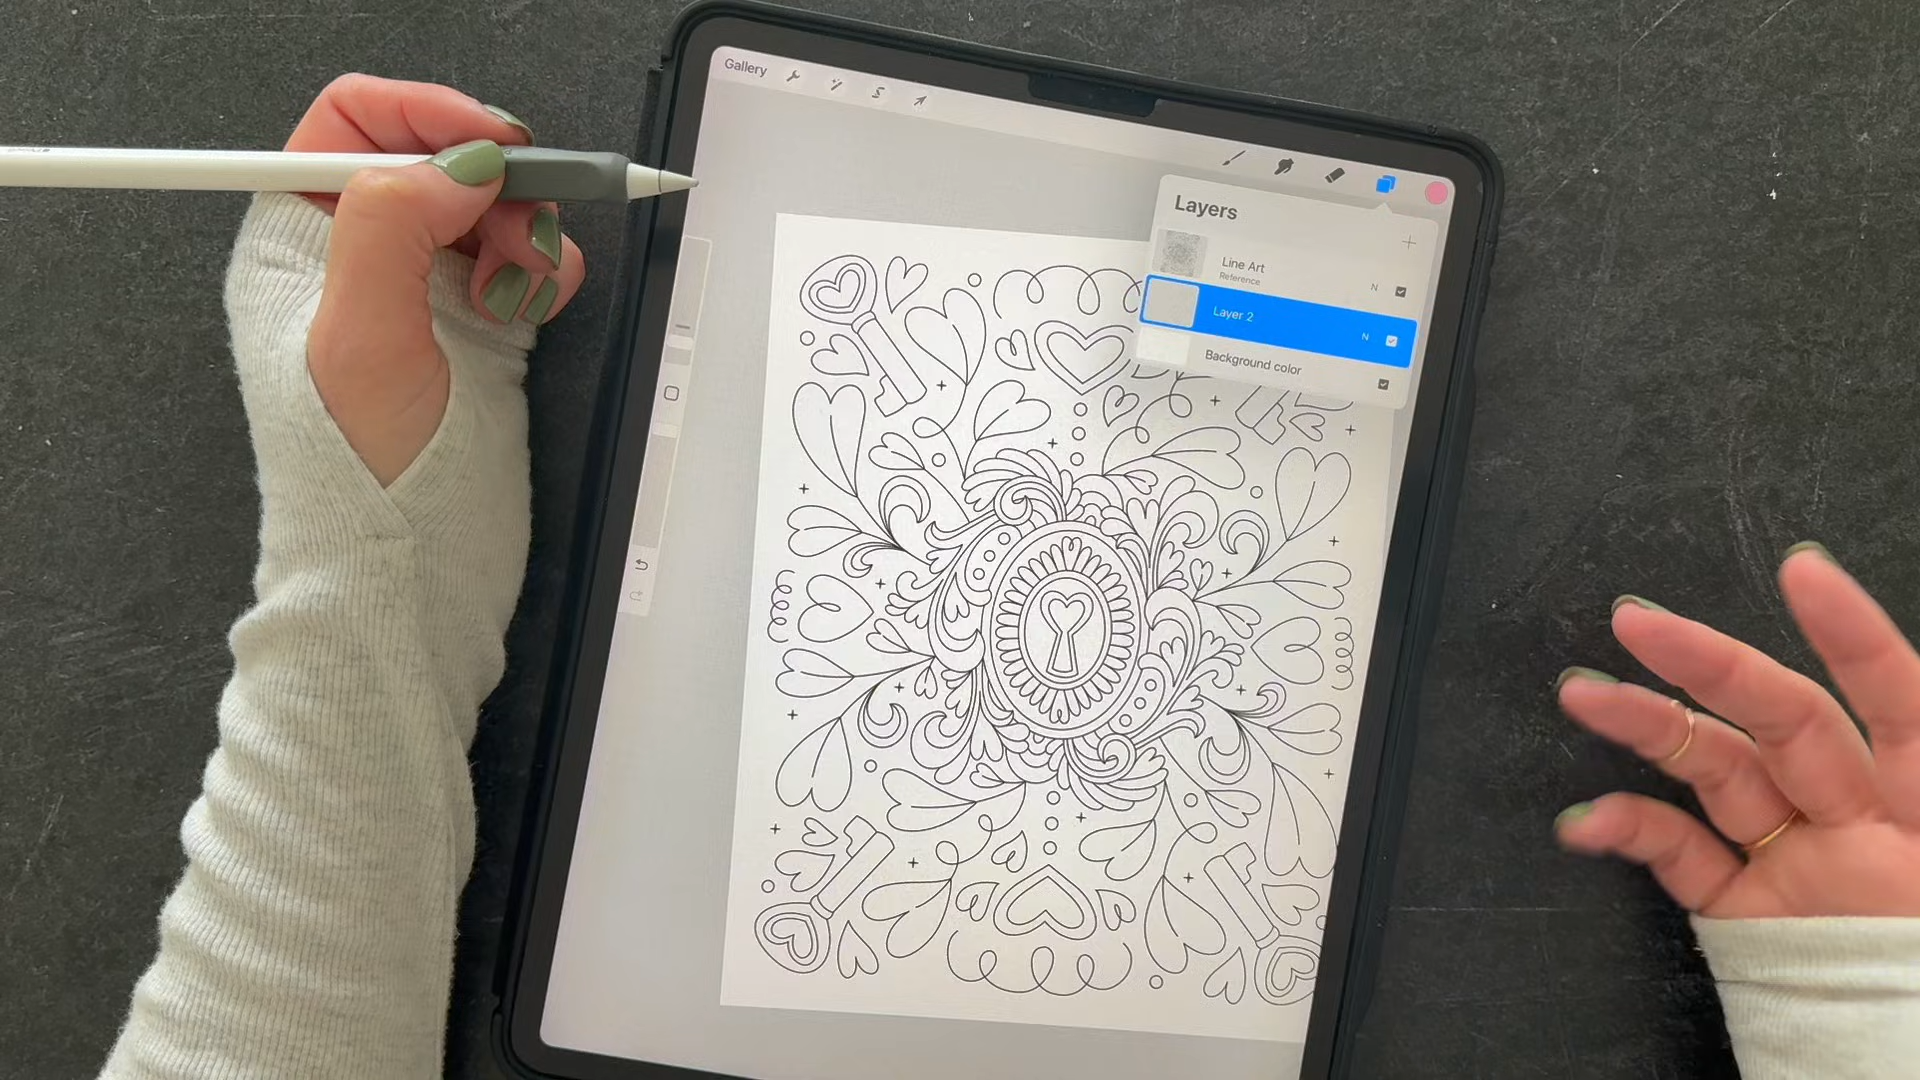 Gallery
Layers
Line Art
Reference
N
Layer 2
N
Background color